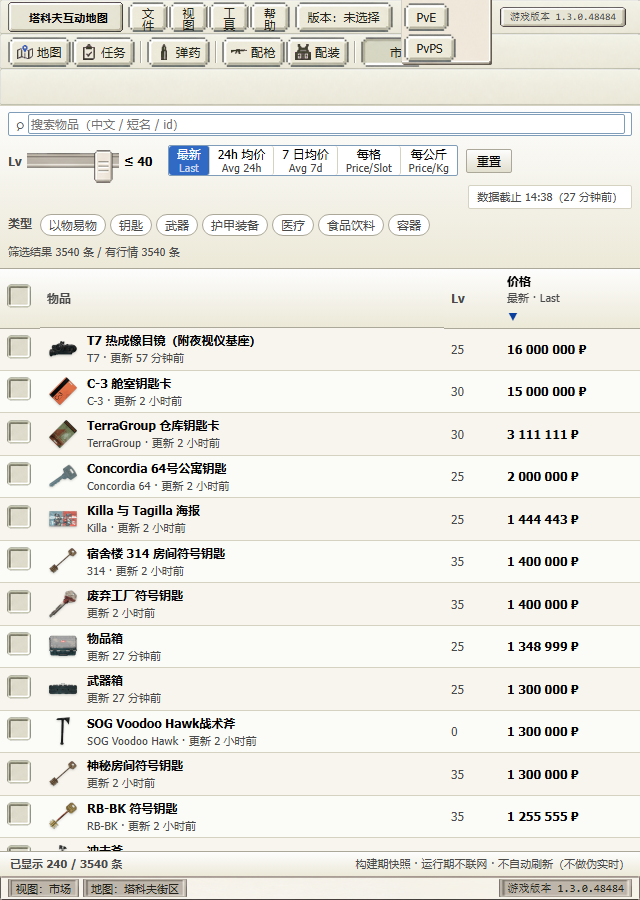 塔科夫互动地图 文件 视图 工具 帮助 版本: 未选择 PvE 游戏版本 1.3.0.48484
地图 任务 弹药 配枪 配装 市 PvPS
搜索物品（中文 / 短名 / id）
Lv ≤ 40 最新 24h 均价 7 日均价 每格 每公斤 重置
Last Avg 24h Avg 7d Price/Slot Price/Kg
数据截止 14:38（27 分钟前）
类型 以物易物 钥匙 武器 护甲装备 医疗 食品饮料 容器
筛选结果 3540 条 / 有行情 3540 条
物品 Lv 价格
最新 · Last
▼
T7 热成像目镜（附夜视仪基座） 25 16 000 000 ₽
T7 · 更新 57 分钟前
C-3 舱室钥匙卡 30 15 000 000 ₽
C-3 · 更新 2 小时前
TerraGroup 仓库钥匙卡 30 3 111 111 ₽
TerraGroup · 更新 2 小时前
Concordia 64号公寓钥匙 25 2 000 000 ₽
Concordia 64 · 更新 2 小时前
Killa 与 Tagilla 海报 25 1 444 443 ₽
Killa · 更新 2 小时前
宿舍楼 314 房间符号钥匙 35 1 400 000 ₽
314 · 更新 2 小时前
废弃工厂符号钥匙 35 1 400 000 ₽
更新 2 小时前
物品箱 25 1 348 999 ₽
更新 27 分钟前
武器箱 25 1 300 000 ₽
更新 27 分钟前
SOG Voodoo Hawk战术斧 0 1 300 000 ₽
SOG Voodoo Hawk · 更新 2 小时前
神秘房间符号钥匙 35 1 300 000 ₽
更新 2 小时前
RB-BK 符号钥匙 35 1 255 555 ₽
RB-BK · 更新 2 小时前
已显示 240 / 3540 条 构建期快照 · 运行期不联网 · 不自动刷新（不做伪实时）
视图: 市场 地图: 塔科夫街区 游戏版本 1.3.0.48484